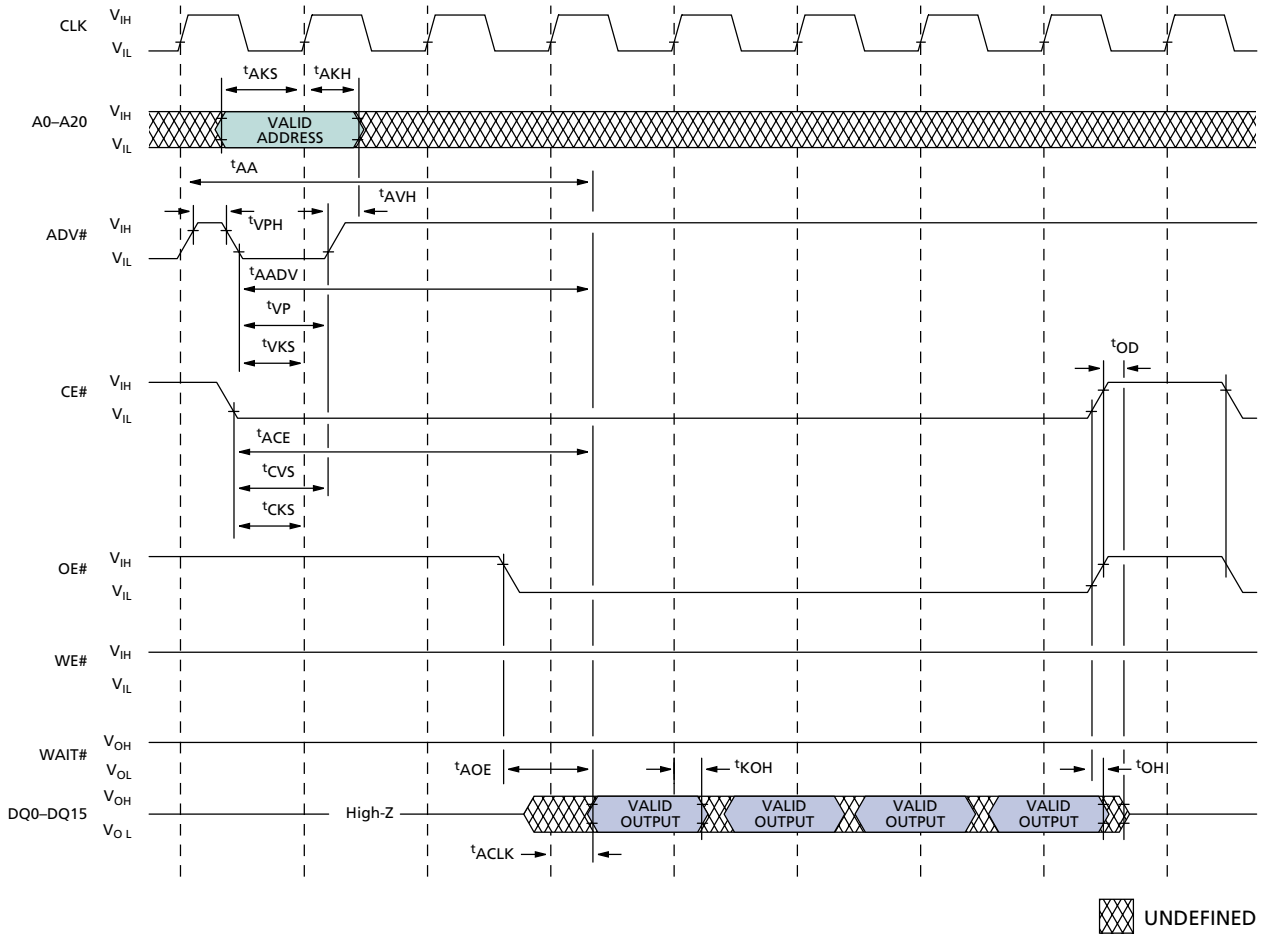 CLK
VIH
VIL
tAKS
tAKH
A0–A20
VIH
VIL
VALID
ADDRESS
tAA
tAVH
ADV#
VIH
VIL
tVPH
tAADV
tVP
tVKS
tOD
CE#
VIH
VIL
tACE
tCVS
tCKS
OE#
VIH
VIL
WE#
VIH
VIL
WAIT#
VOH
VOL
tAOE
tKOH
tOH
DQ0–DQ15
VOH
VO L
High-Z
VALID
OUTPUT
VALID
OUTPUT
VALID
OUTPUT
VALID
OUTPUT
tACLK
UNDEFINED